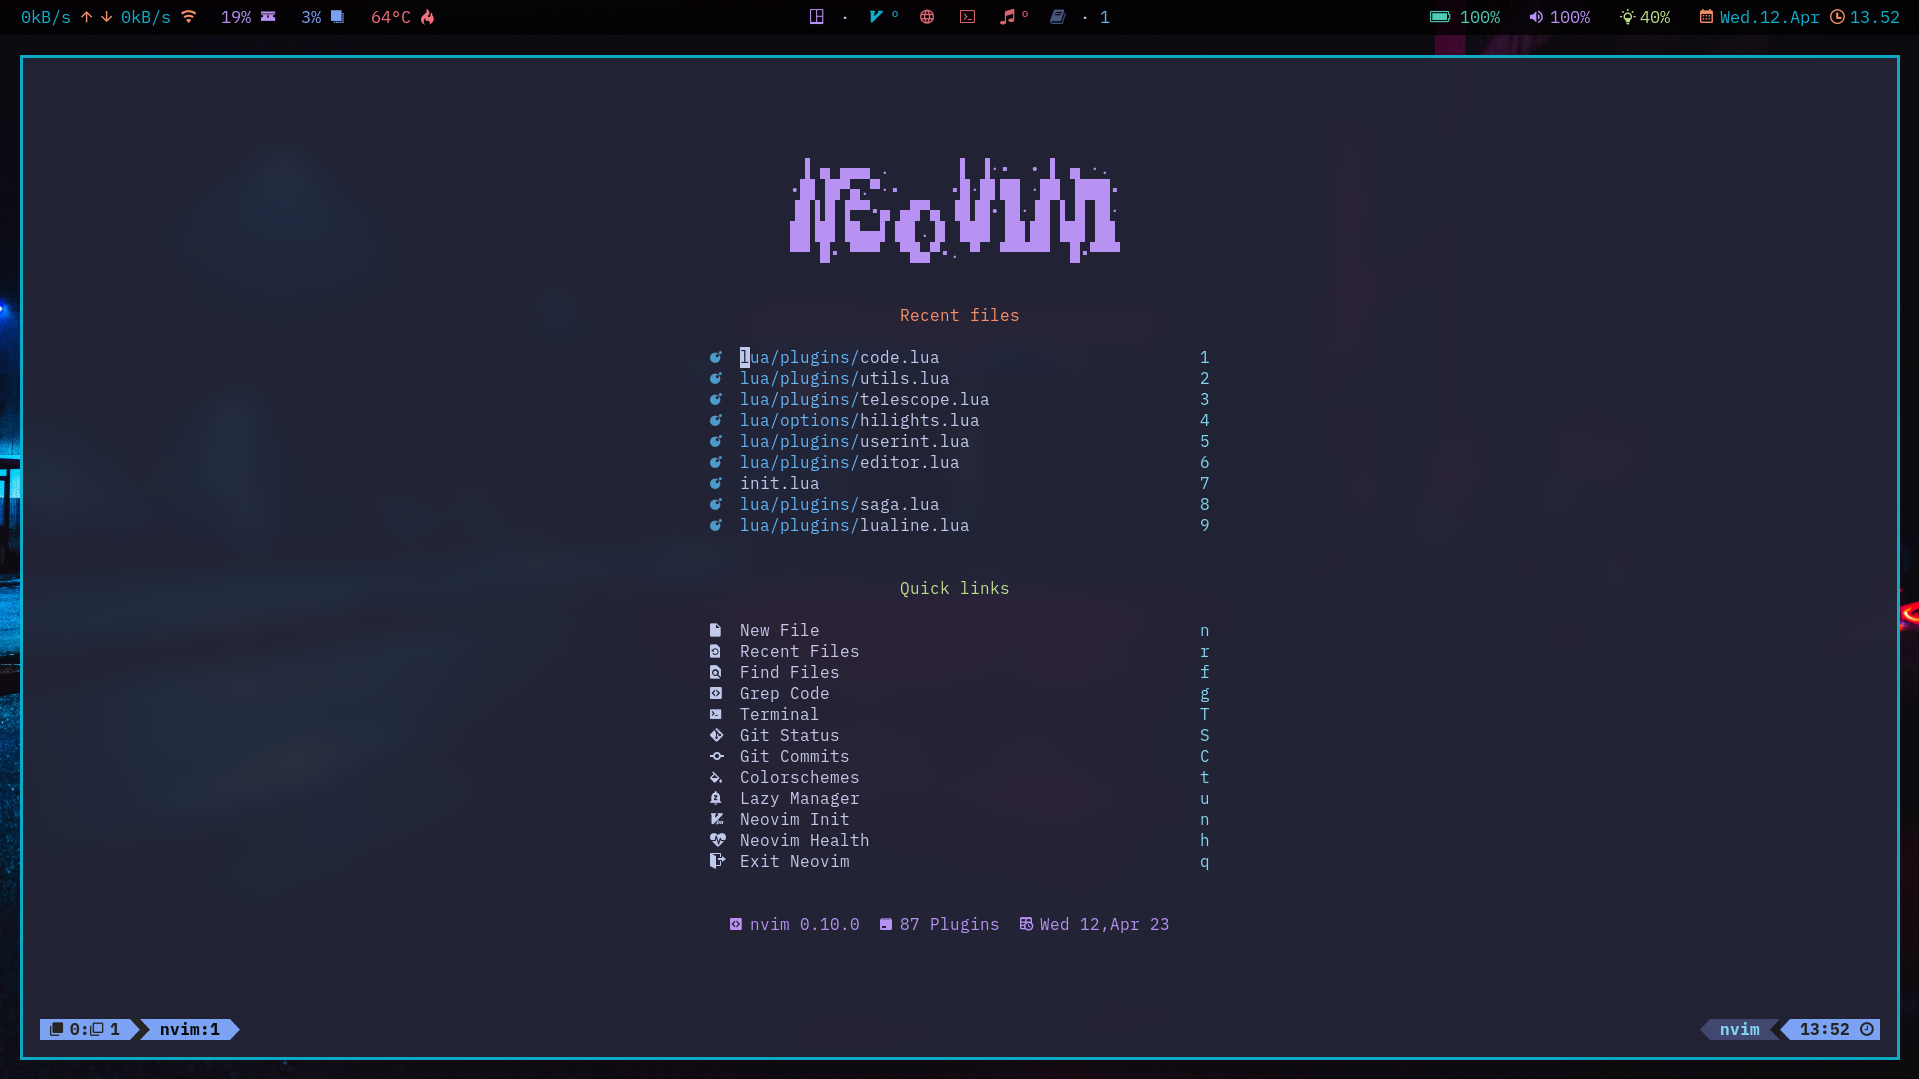 0kB/s ↑ ↓ 0kB/s 19% 3% 64°C · ° ° · 1 100% 100% 40% Wed.12.Apr 13.52
NEOVIM
Recent files
lua/plugins/code.lua 1
lua/plugins/utils.lua 2
lua/plugins/telescope.lua 3
lua/options/hilights.lua 4
lua/plugins/userint.lua 5
lua/plugins/editor.lua 6
init.lua 7
lua/plugins/saga.lua 8
lua/plugins/lualine.lua 9
Quick links
New File n
Recent Files r
Find Files f
Grep Code g
Terminal T
Git Status S
Git Commits C
Colorschemes t
Lazy Manager u
Neovim Init n
Neovim Health h
Exit Neovim q
nvim 0.10.0 87 Plugins Wed 12,Apr 23
0: 1 nvim:1 nvim 13:52